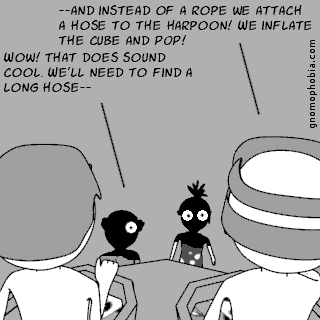 --AND INSTEAD OF A ROPE WE ATTACH
A HOSE TO THE HARPOON! WE INFLATE
THE CUBE AND POP!
WOW! THAT DOES SOUND
COOL. WE'LL NEED TO FIND A
LONG HOSE--
gnomophobia.com